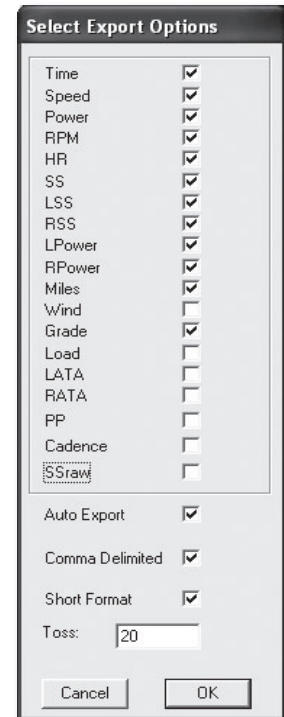 Select Export Options
Time
Speed
Power
RPM
HR
SS
LSS
RSS
LPower
RPower
Miles
Wind
Grade
Load
LATA
RATA
PP
Cadence
SSraw
Auto Export
Comma Delimited
Short Format
Toss: 20
Cancel OK